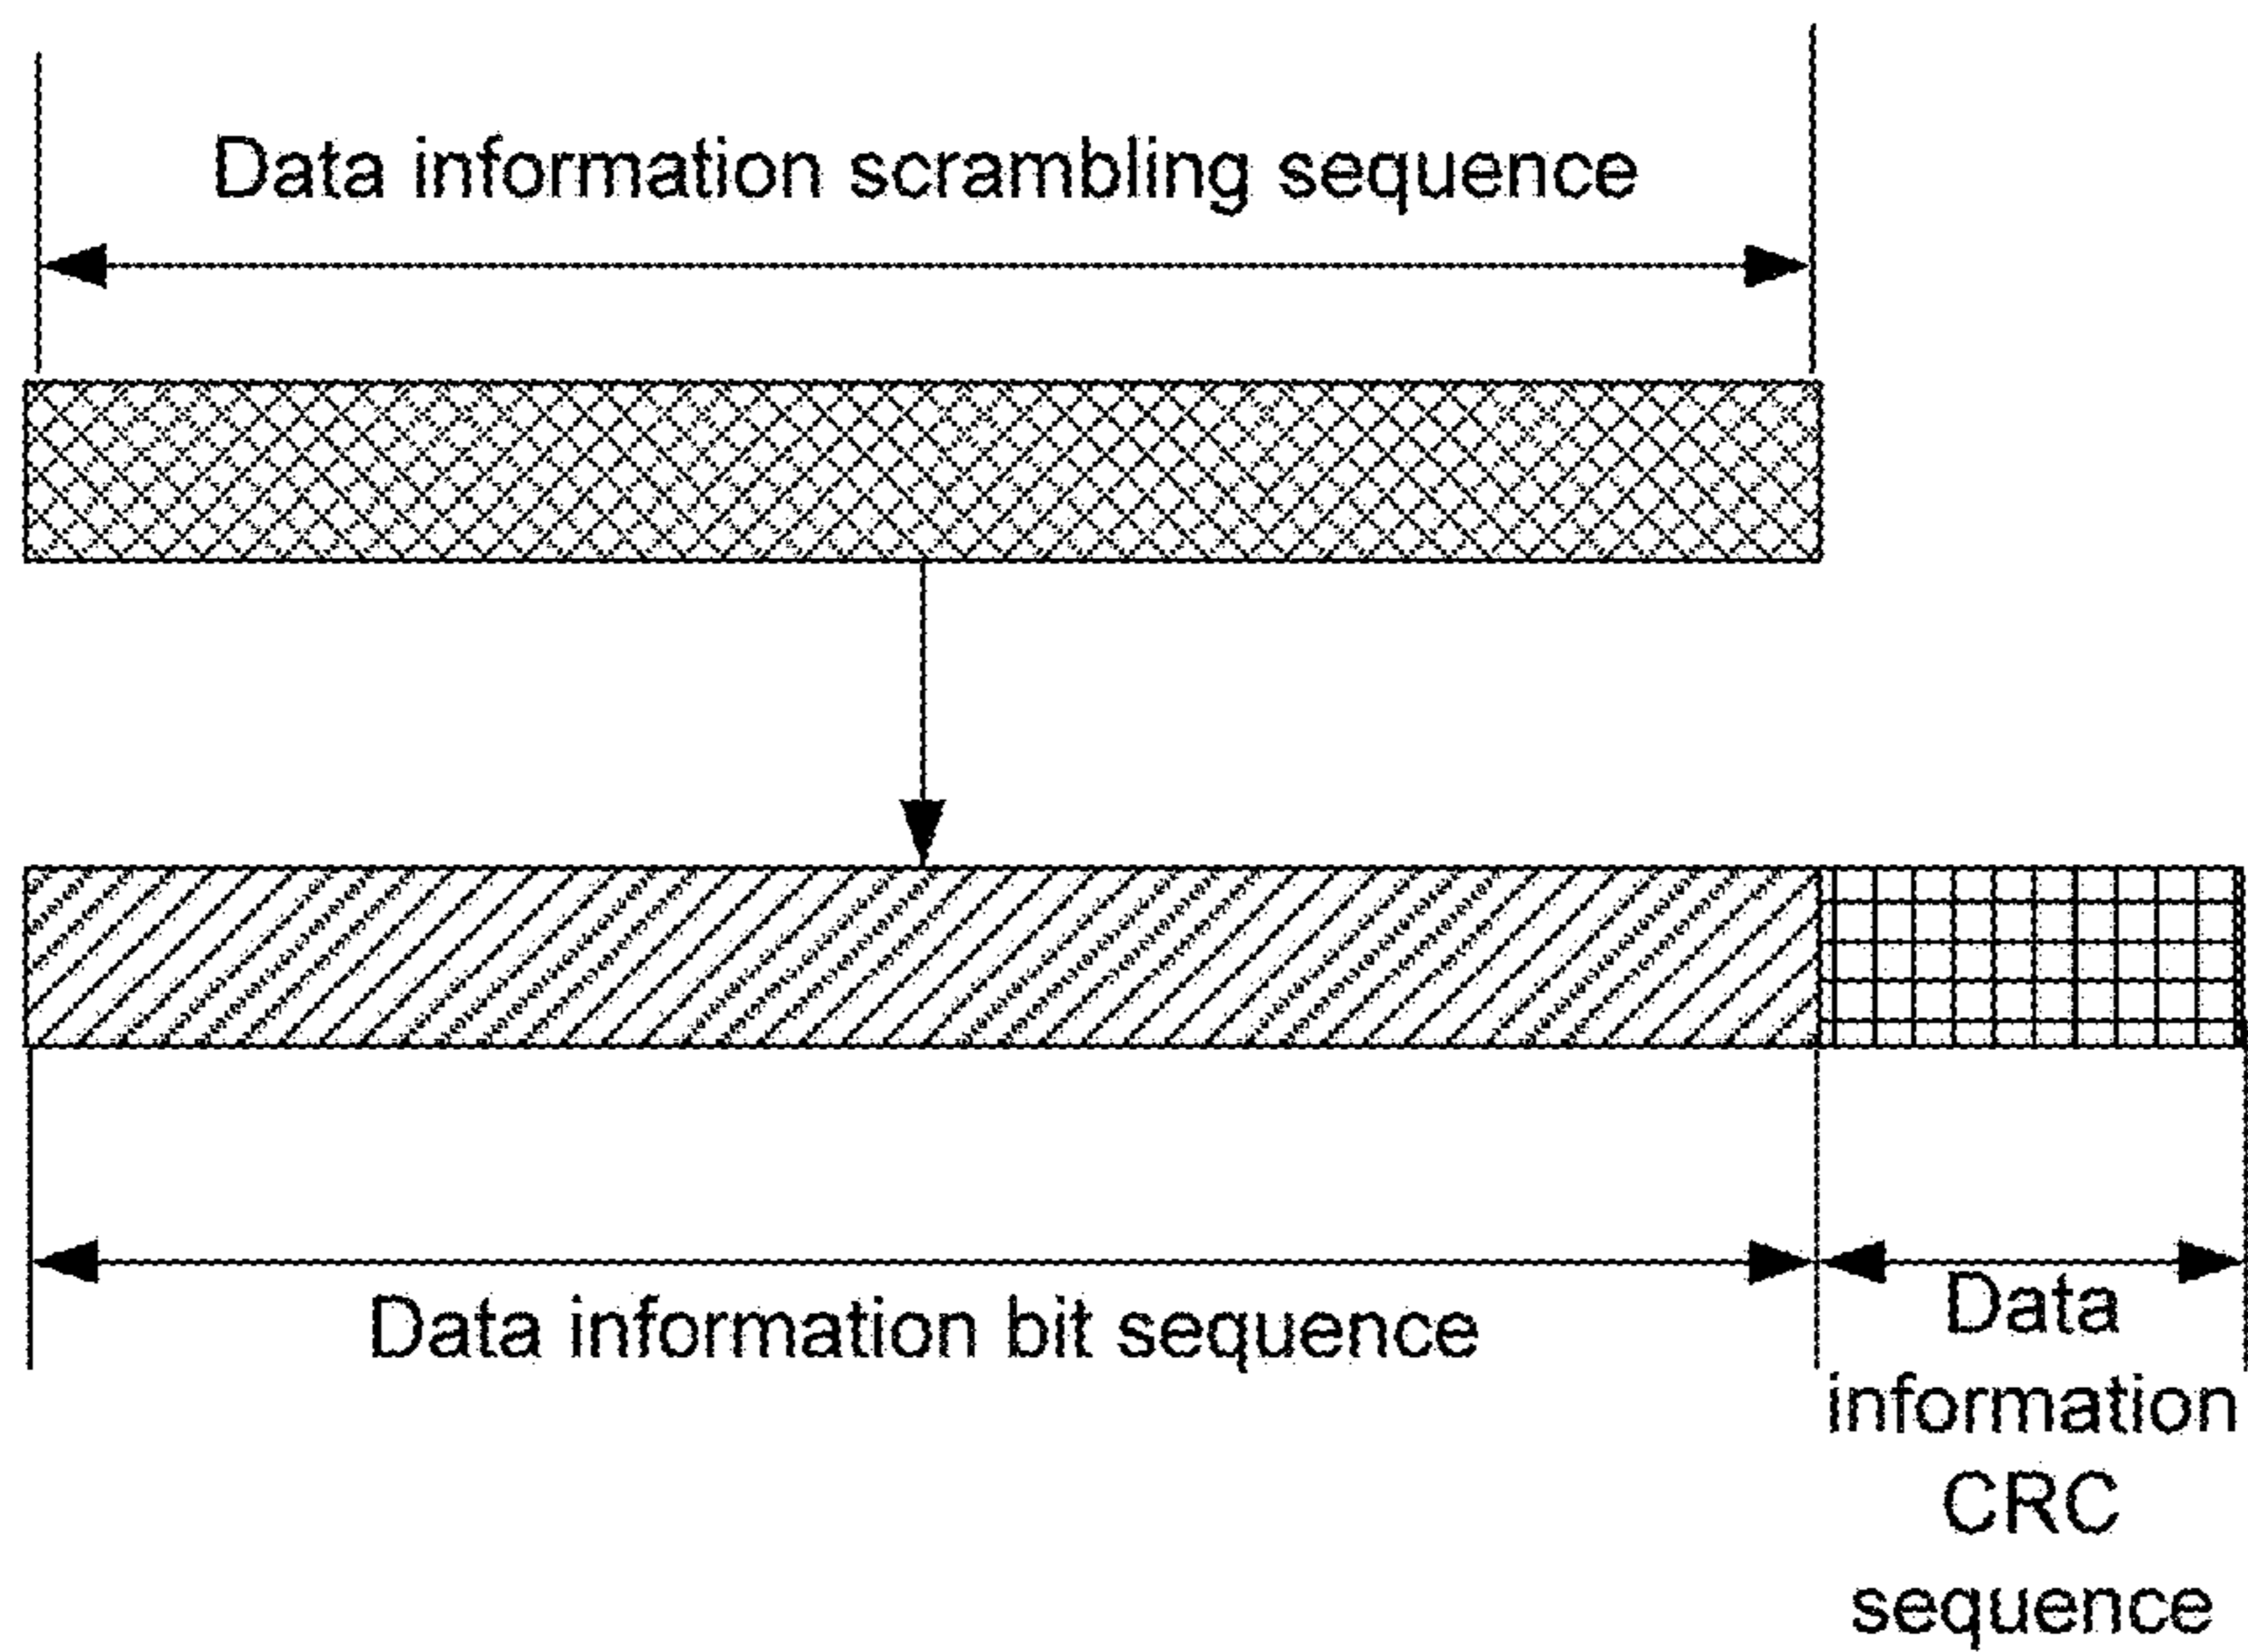 Data information scrambling sequence
Data information bit sequence
Data
information
CRC
sequence